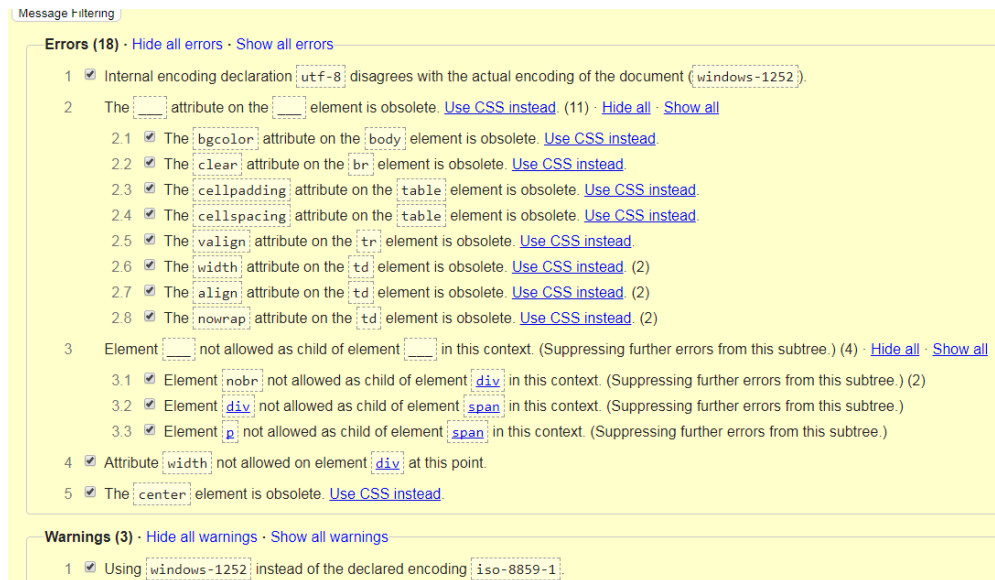 Message Filtering
Errors (18) · Hide all errors · Show all errors
1 Internal encoding declaration utf-8 disagrees with the actual encoding of the document (windows-1252).
2 The ___ attribute on the ___ element is obsolete. Use CSS instead. (11) · Hide all · Show all
2.1 The bgcolor attribute on the body element is obsolete. Use CSS instead.
2.2 The clear attribute on the br element is obsolete. Use CSS instead.
2.3 The cellpadding attribute on the table element is obsolete. Use CSS instead.
2.4 The cellspacing attribute on the table element is obsolete. Use CSS instead.
2.5 The valign attribute on the tr element is obsolete. Use CSS instead.
2.6 The width attribute on the td element is obsolete. Use CSS instead. (2)
2.7 The align attribute on the td element is obsolete. Use CSS instead. (2)
2.8 The nowrap attribute on the td element is obsolete. Use CSS instead. (2)
3 Element ___ not allowed as child of element ___ in this context. (Suppressing further errors from this subtree.) (4) · Hide all · Show all
3.1 Element nobr not allowed as child of element div in this context. (Suppressing further errors from this subtree.) (2)
3.2 Element div not allowed as child of element span in this context. (Suppressing further errors from this subtree.)
3.3 Element p not allowed as child of element span in this context. (Suppressing further errors from this subtree.)
4 Attribute width not allowed on element div at this point.
5 The center element is obsolete. Use CSS instead.
Warnings (3) · Hide all warnings · Show all warnings
1 Using windows-1252 instead of the declared encoding iso-8859-1.